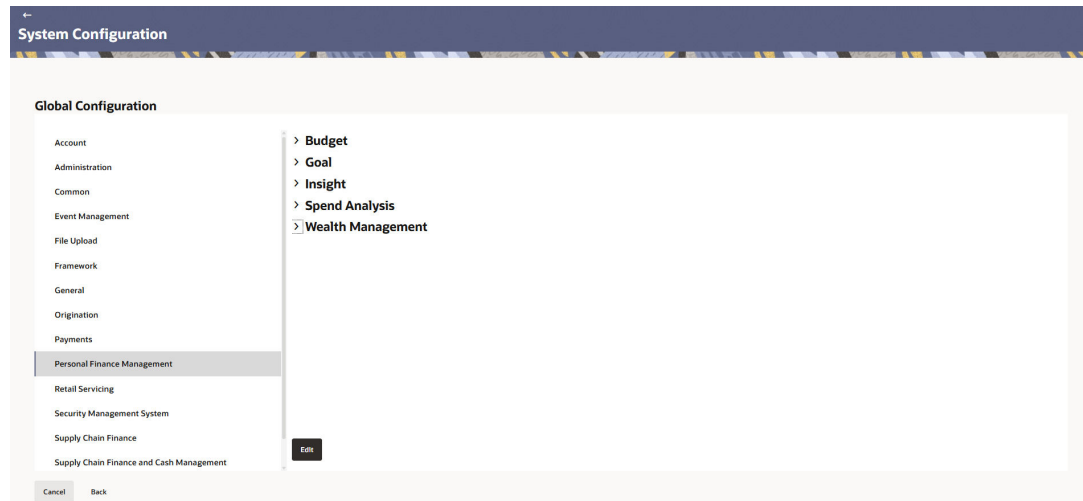 ←
System Configuration
Global Configuration
Account
Administration
Common
Event Management
File Upload
Framework
General
Origination
Payments
Personal Finance Management
Retail Servicing
Security Management System
Supply Chain Finance
Supply Chain Finance and Cash Management
> Budget
> Goal
> Insight
> Spend Analysis
> Wealth Management
Edit
Cancel Back